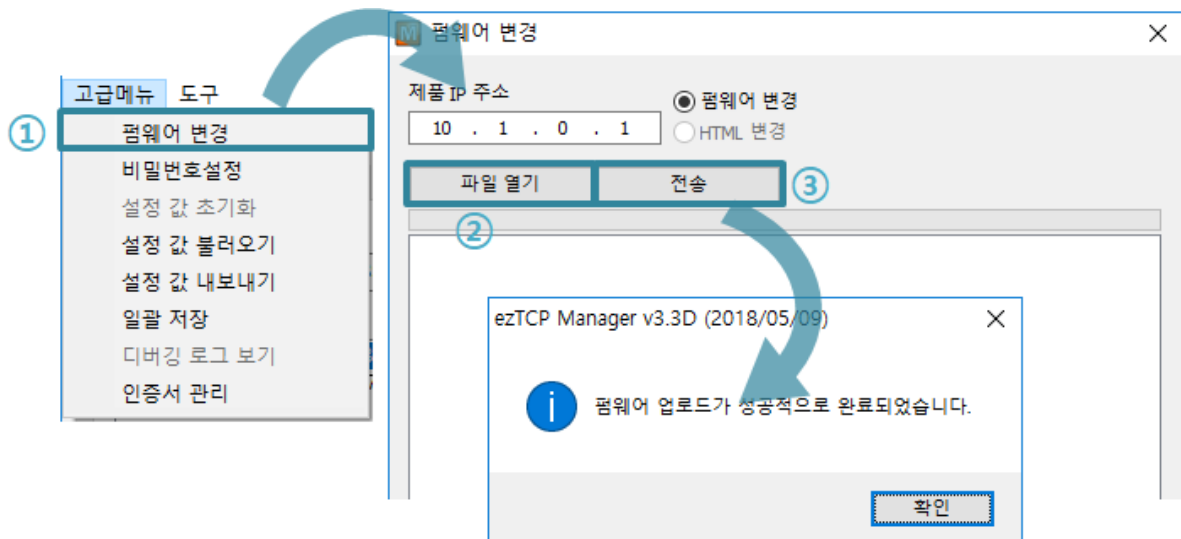 고급메뉴 도구
①
펌웨어 변경
비밀번호설정
설정 값 초기화
설정 값 불러오기
설정 값 내보내기
일괄 저장
디버깅 로그 보기
인증서 관리
M 펌웨어 변경
제품 IP 주소
10 . 1 . 0 . 1
펌웨어 변경
HTML 변경
파일 열기
전송
③
②
ezTCP Manager v3.3D (2018/05/09)
펌웨어 업로드가 성공적으로 완료되었습니다.
확인